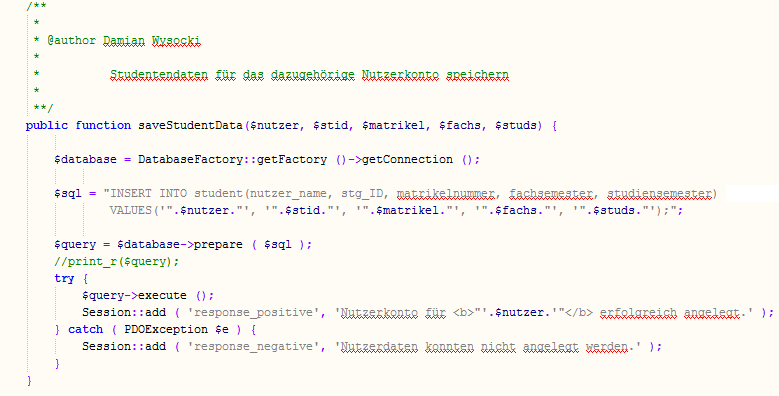 /**
*
* @author Damian Wysocki
*
* Studentendaten für das dazugehörige Nutzerkonto speichern
*
**/
public function saveStudentData($nutzer, $stid, $matrikel, $fachs, $studs) {
$database = DatabaseFactory::getFactory ()->getConnection ();
$sql = "INSERT INTO student(nutzer_name, stg_ID, matrikelnummer, fachsemester, studiensemester)
VALUES('".$nutzer."', '".$stid."', '".$matrikel."', '".$fachs."', '".$studs."');";
$query = $database->prepare ( $sql );
//print_r($query);
try {
$query->execute ();
Session::add ( 'response_positive', 'Nutzerkonto für <b>"'.$nutzer.'"</b> erfolgreich angelegt.' );
} catch ( PDOException $e ) {
Session::add ( 'response_negative', 'Nutzerdaten konnten nicht angelegt werden.' );
}
}